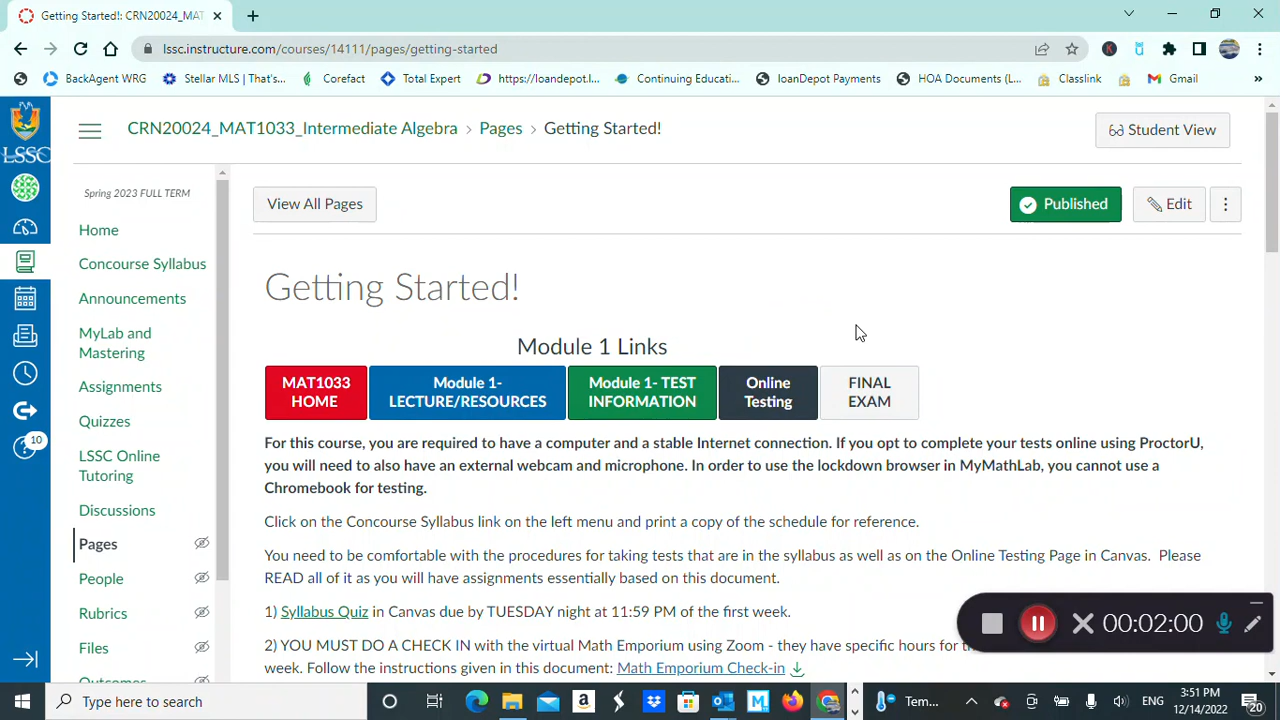 Getting Started!: CRN20024_MAT
lssc.instructure.com/courses/14111/pages/getting-started
BackAgent WRG
Stellar MLS | That's...
Corefact
Total Expert
https://loandepot.l...
Continuing Educati...
loanDepot Payments
HOA Documents (L...
Classlink
Gmail
»
LSSC
CRN20024_MAT1033_Intermediate Algebra > Pages > Getting Started!
Student View
Spring 2023 FULL TERM
Home
Concourse Syllabus
Announcements
MyLab and
Mastering
Assignments
Quizzes
LSSC Online
Tutoring
Discussions
Pages
People
Rubrics
Files
10
View All Pages
Published
Edit
Getting Started!
Module 1 Links
MAT1033
HOME
Module 1-
LECTURE/RESOURCES
Module 1- TEST
INFORMATION
Online
Testing
FINAL
EXAM
For this course, you are required to have a computer and a stable Internet connection. If you opt to complete your tests online using ProctorU,
you will need to also have an external webcam and microphone. In order to use the lockdown browser in MyMathLab, you cannot use a
Chromebook for testing.
Click on the Concourse Syllabus link on the left menu and print a copy of the schedule for reference.
You need to be comfortable with the procedures for taking tests that are in the syllabus as well as on the Online Testing Page in Canvas. Please
READ all of it as you will have assignments essentially based on this document.
1) Syllabus Quiz in Canvas due by TUESDAY night at 11:59 PM of the first week.
2) YOU MUST DO A CHECK IN with the virtual Math Emporium using Zoom - they have specific hours for
week. Follow the instructions given in this document: Math Emporium Check-in
00:02:00
Type here to search
Tem...
ENG
3:51 PM
12/14/2022
20